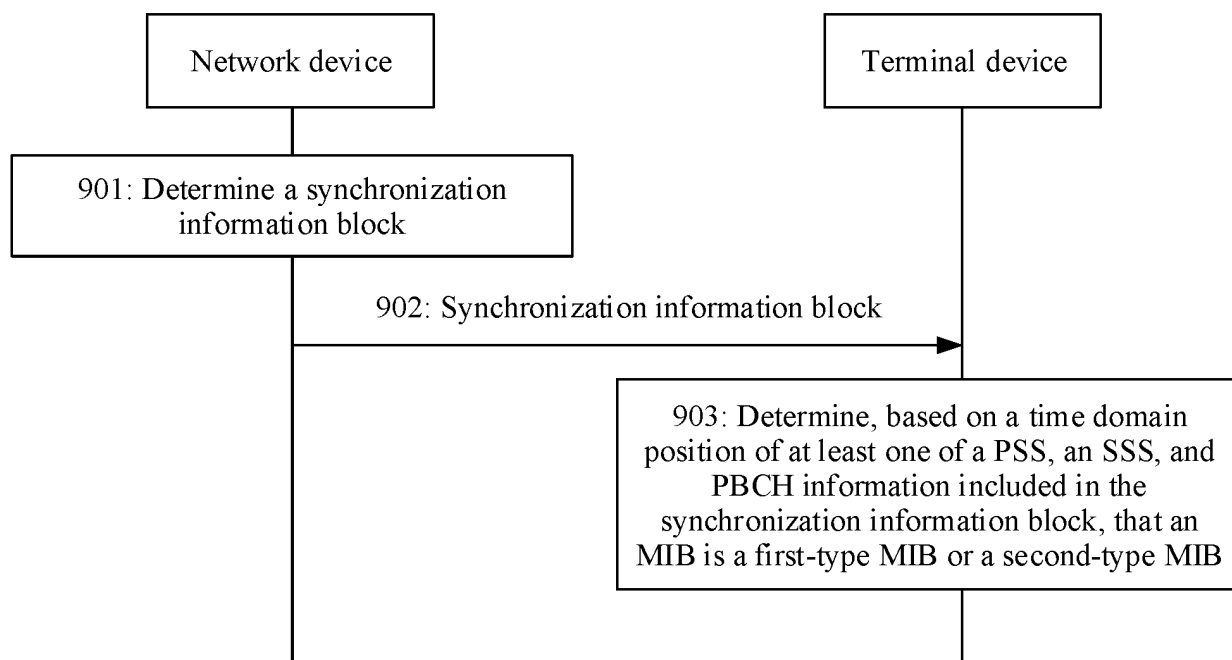 Network device
Terminal device
901: Determine a synchronization
information block
902: Synchronization information block
903: Determine, based on a time domain
position of at least one of a PSS, an SSS, and
PBCH information included in the
synchronization information block, that an
MIB is a first-type MIB or a second-type MIB